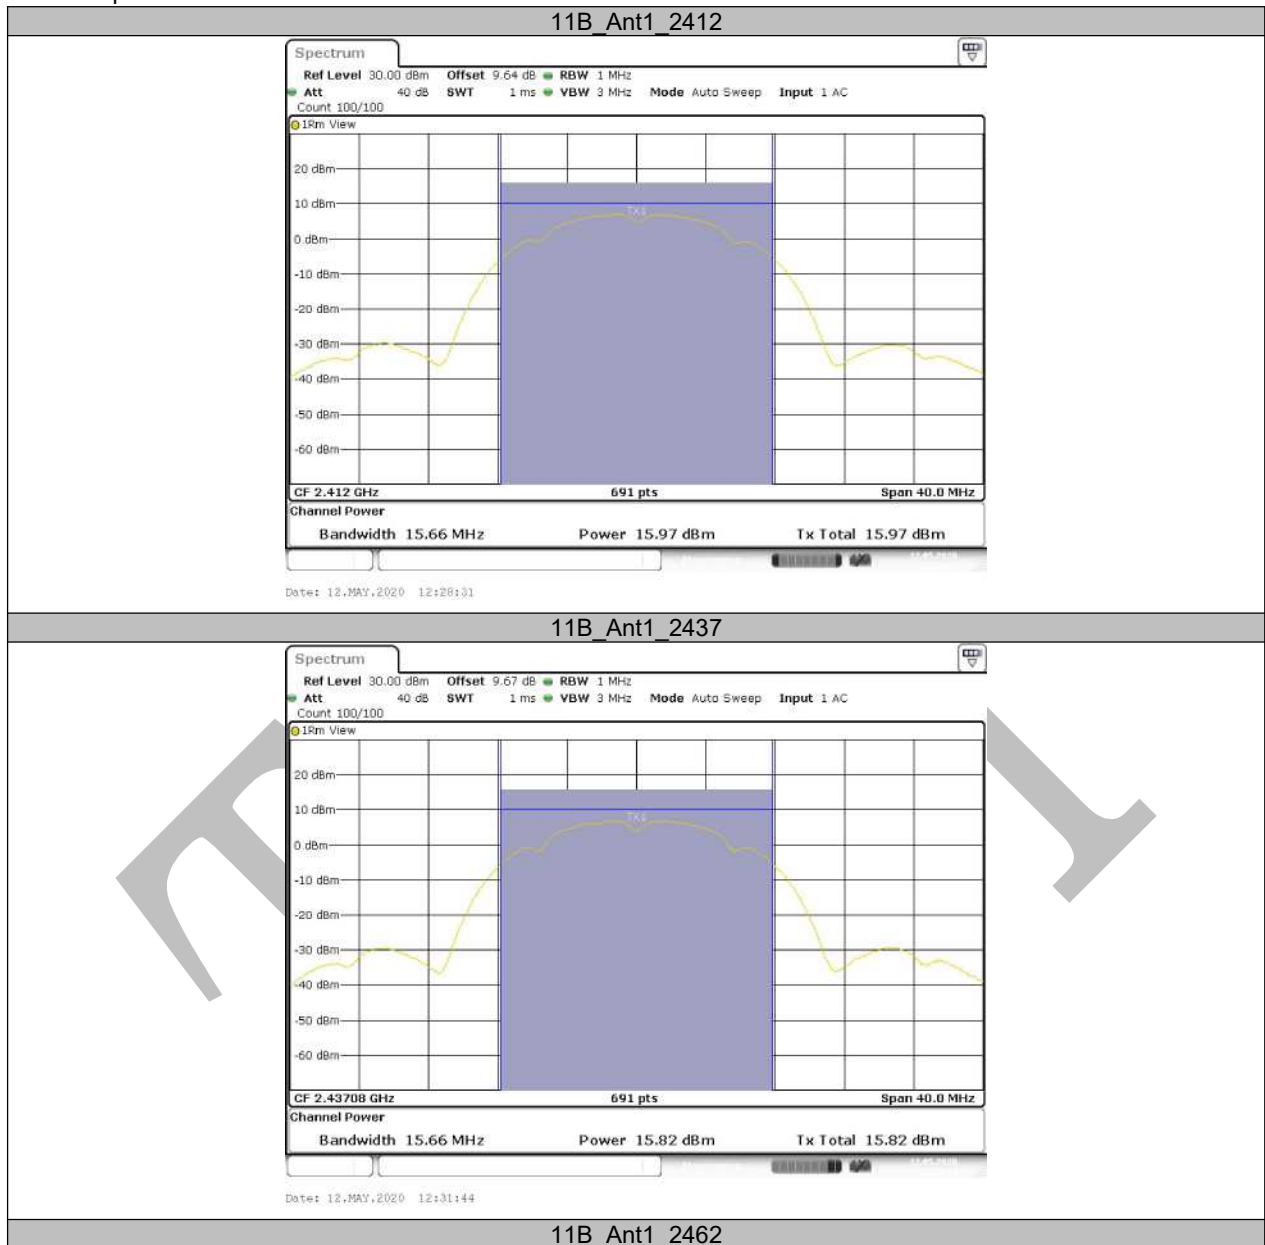 11B_Ant1_2412
Spectrum
Ref Level 30.00 dBm Offset 9.64 dB RBW 1 MHz
Att 40 dB SWT 1 ms VBW 3 MHz Mode Auto Sweep Input 1 AC
Count 100/100
1Rm View
20 dBm
10 dBm
0 dBm
-10 dBm
-20 dBm
-30 dBm
-40 dBm
-50 dBm
-60 dBm
CF 2.412 GHz 691 pts Span 40.0 MHz
Channel Power
Bandwidth 15.66 MHz Power 15.97 dBm Tx Total 15.97 dBm
Date: 12.MAY.2020 12:28:31
11B_Ant1_2437
Spectrum
Ref Level 30.00 dBm Offset 9.67 dB RBW 1 MHz
Att 40 dB SWT 1 ms VBW 3 MHz Mode Auto Sweep Input 1 AC
Count 100/100
1Rm View
20 dBm
10 dBm
0 dBm
-10 dBm
-20 dBm
-30 dBm
-40 dBm
-50 dBm
-60 dBm
CF 2.43708 GHz 691 pts Span 40.0 MHz
Channel Power
Bandwidth 15.66 MHz Power 15.82 dBm Tx Total 15.82 dBm
Date: 12.MAY.2020 12:31:44
11B_Ant1_2462